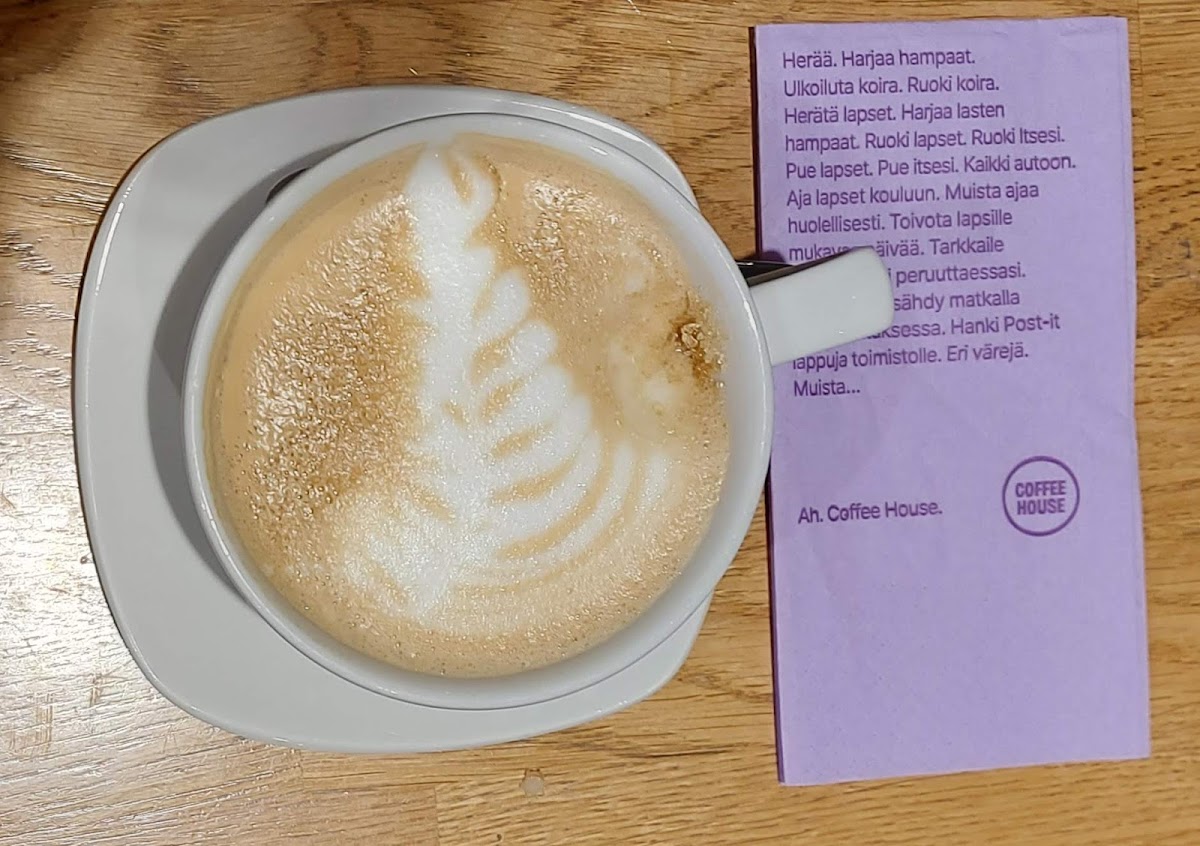 Herää. Harjaa hampaat.
Ulkoiluta koira. Ruoki koira.
Herätä lapset. Harjaa lasten
hampaat. Ruoki lapset. Ruoki Itsesi.
Pue lapset. Pue itsesi. Kaikki autoon.
Aja lapset kouluun. Muista ajaa
huolellisesti. Toivota lapsille
Tarkkaile
peruuttaessasi.
matkalla
Hanki Post-it
lappuja toimistolle. Eri värejä.
Muista...
Ah. Coffee House.
COFFEE
HOUSE